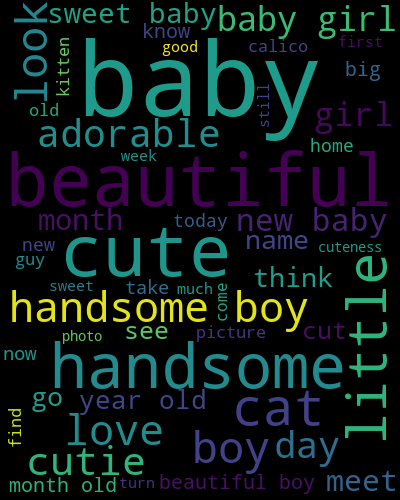 sweet baby
baby girl
look
know
good
calico
first
kitten
baby
big
old
still
girl
adorable
home
week
beautiful
month
today
new baby
new
cute
name
cuteness
guy
little
think
sweet
take
much
come
handsome boy
photo
see
picture
cut
now
handsome
go
year old
cat
find
love
boy
day
cutie
meet
month old
turn
beautiful boy